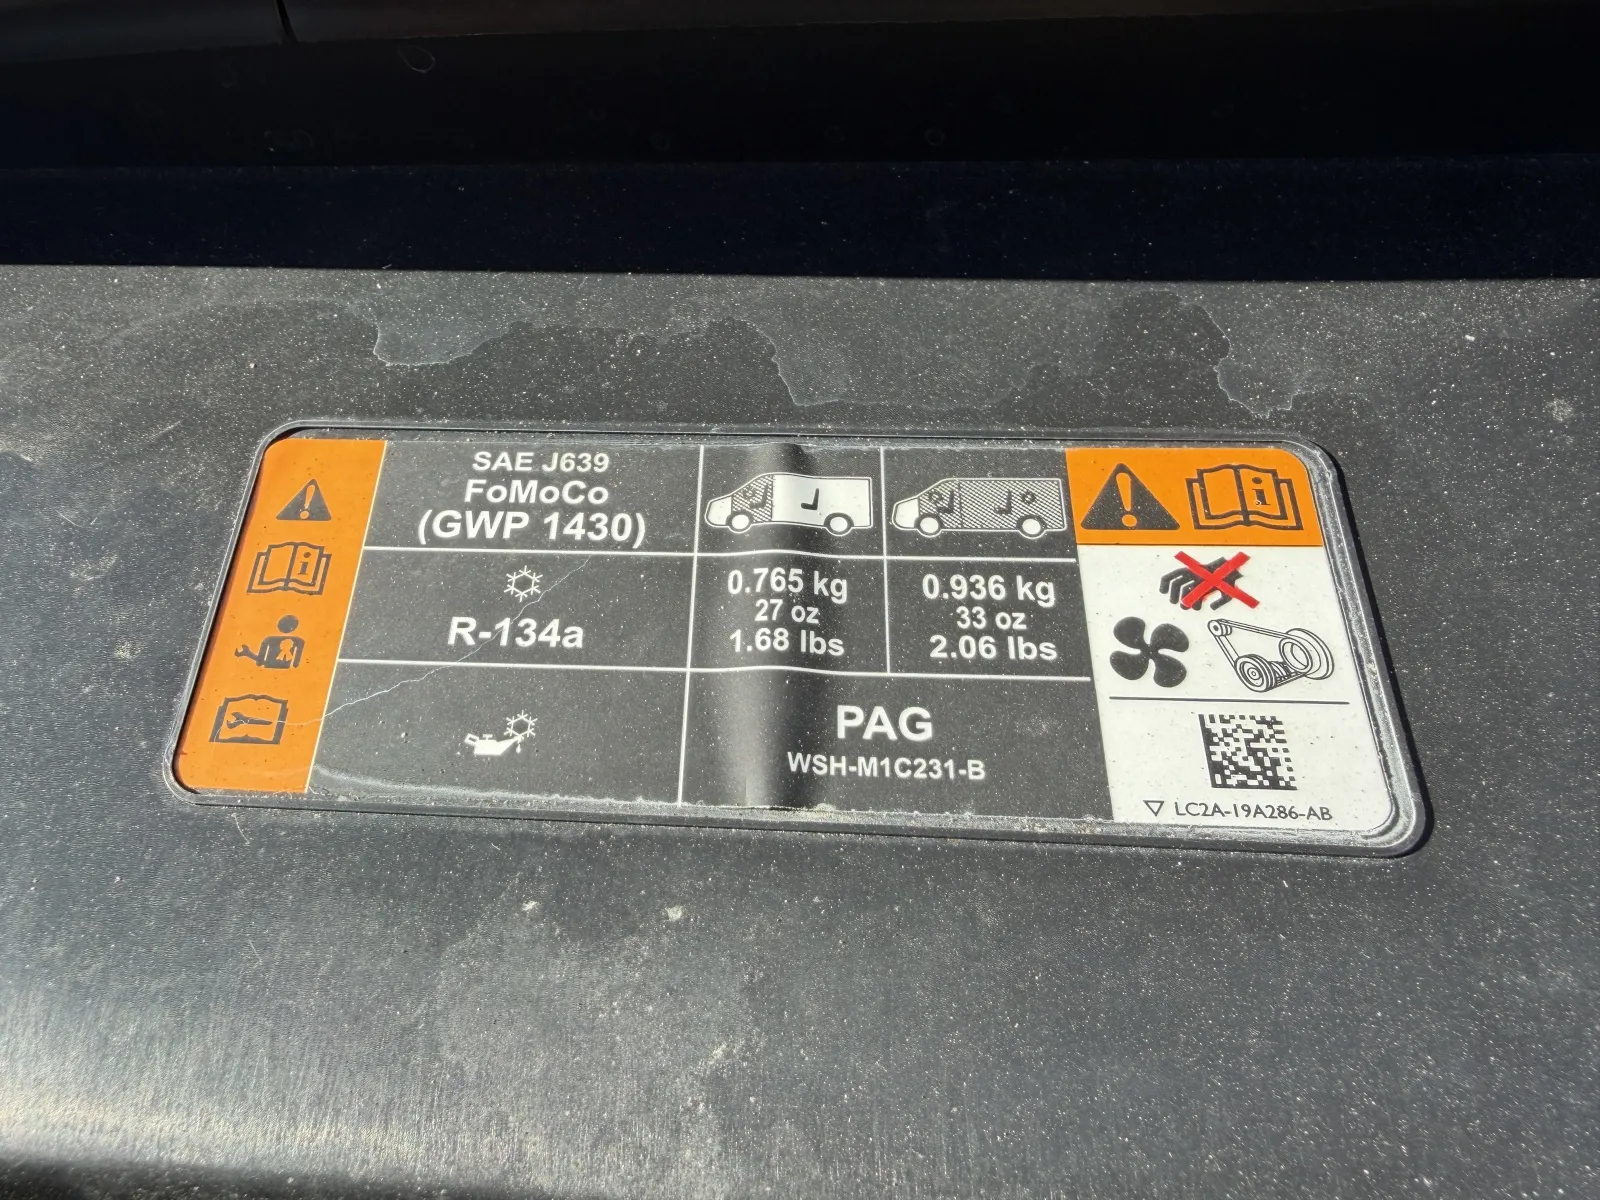 SAE J639
FoMoCo
(GWP 1430)
R-134a
0.765 kg
27 oz
1.68 lbs
0.936 kg
33 oz
2.06 lbs
PAG
WSH-M1C231-B
LC2A-19A286-AB